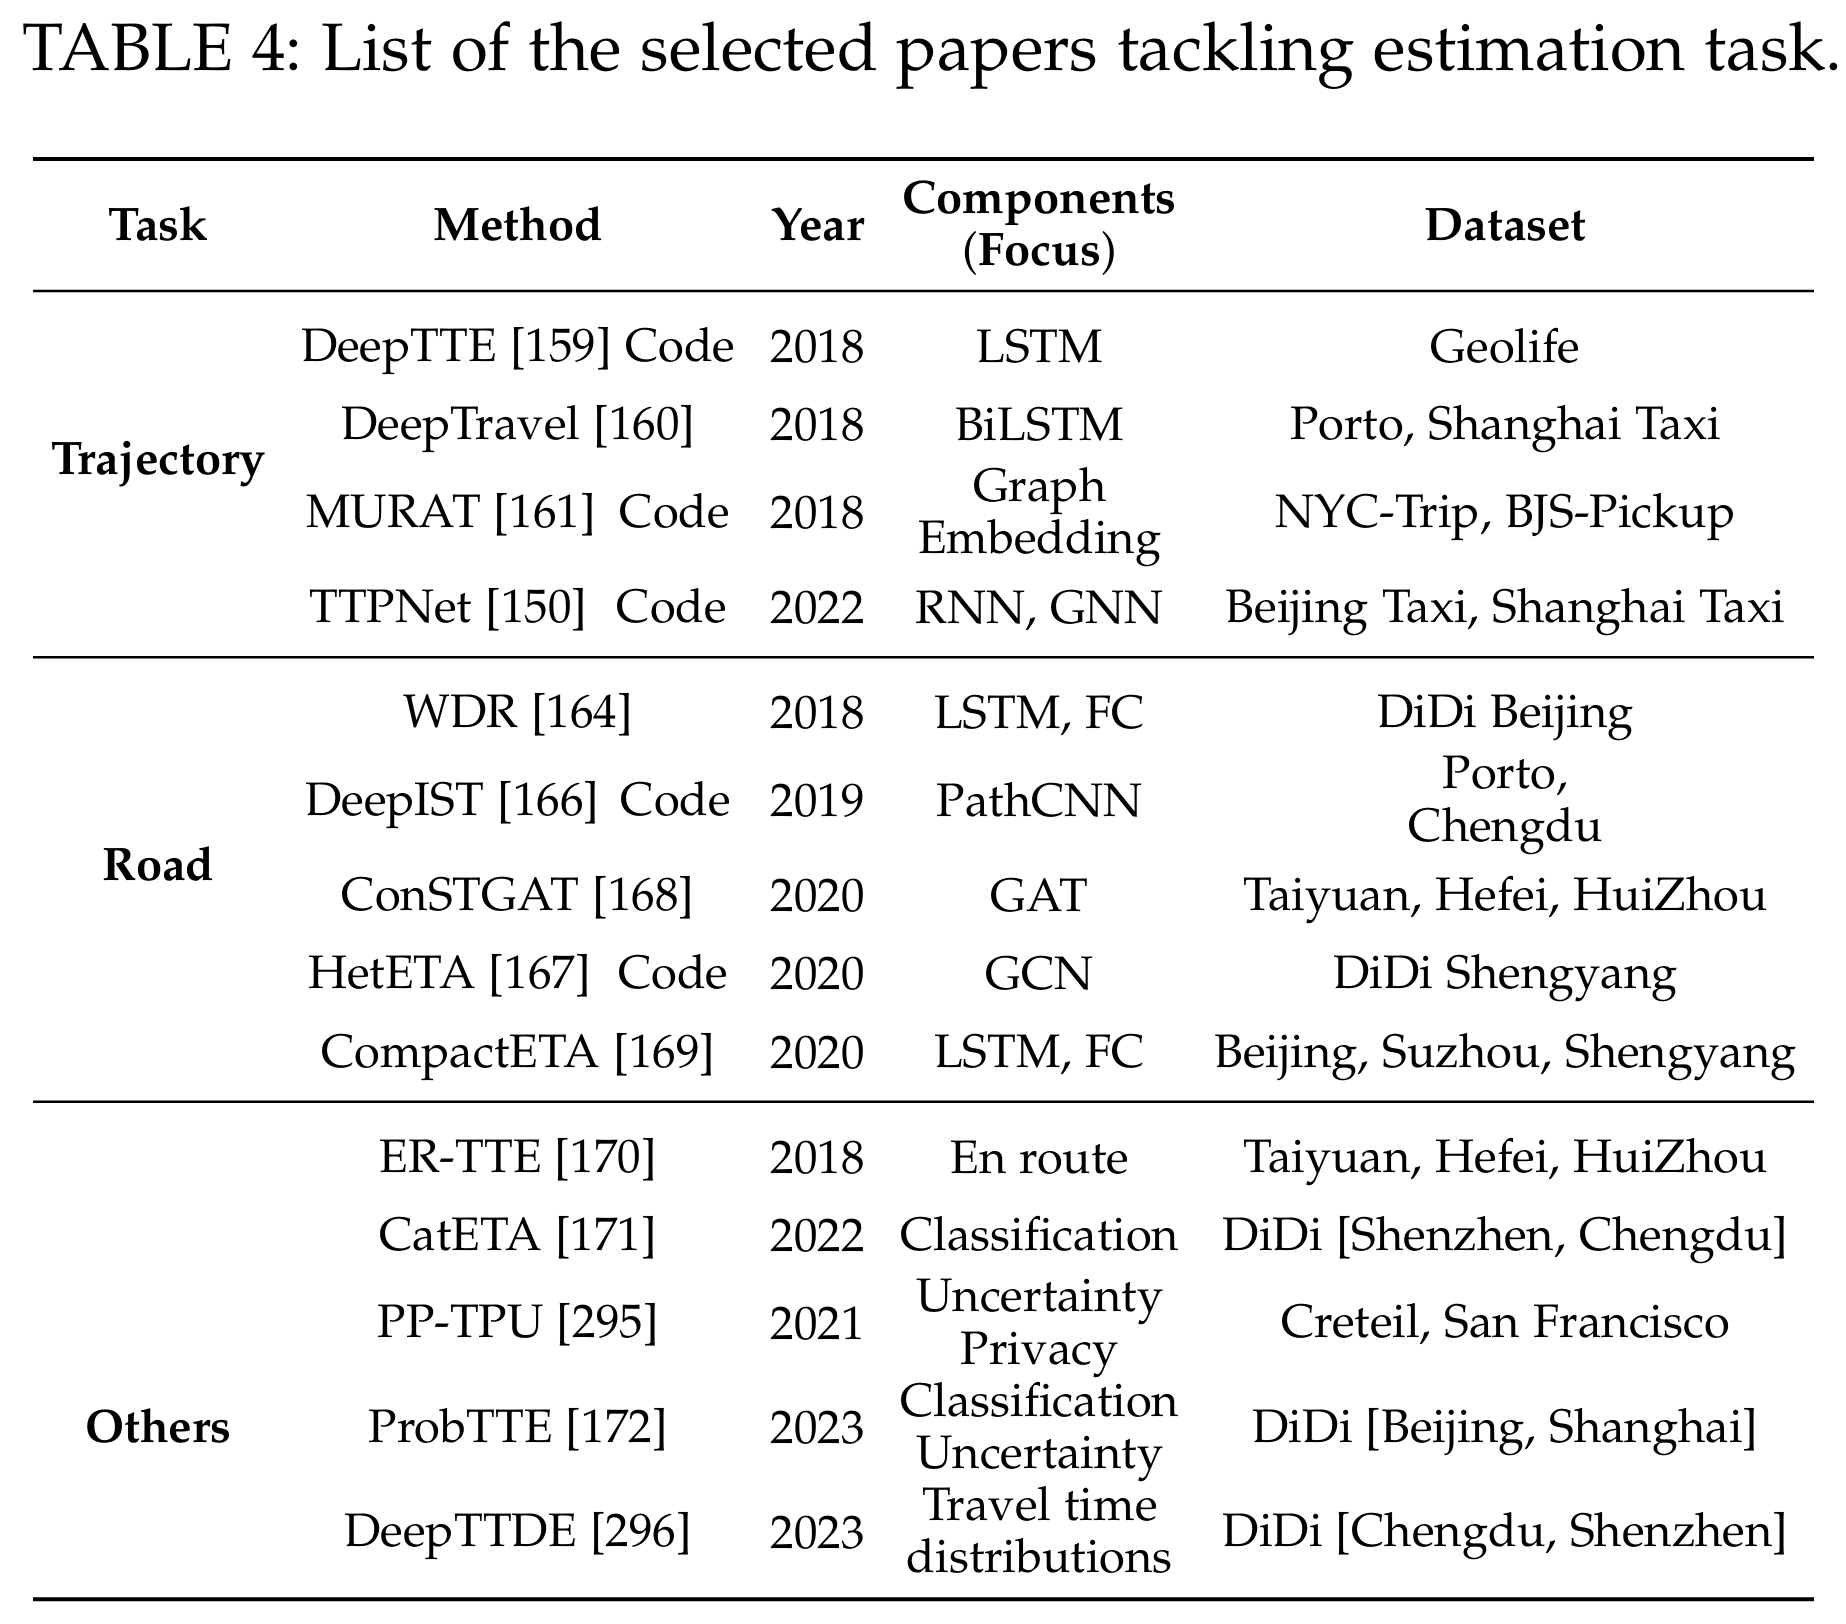 TABLE 4: List of the selected papers tackling estimation task.
Task Method Year Components (Focus) Dataset
Trajectory
DeepTTE [159] Code 2018 LSTM Geolife
DeepTravel [160] 2018 BiLSTM Porto, Shanghai Taxi
MURAT [161] Code 2018 Graph Embedding NYC-Trip, BJS-Pickup
TTPNet [150] Code 2022 RNN, GNN Beijing Taxi, Shanghai Taxi
Road
WDR [164] 2018 LSTM, FC DiDi Beijing
DeepIST [166] Code 2019 PathCNN Porto, Chengdu
ConSTGAT [168] 2020 GAT Taiyuan, Hefei, HuiZhou
HetETA [167] Code 2020 GCN DiDi Shengyang
CompactETA [169] 2020 LSTM, FC Beijing, Suzhou, Shengyang
Others
ER-TTE [170] 2018 En route Taiyuan, Hefei, HuiZhou
CatETA [171] 2022 Classification DiDi [Shenzhen, Chengdu]
PP-TPU [295] 2021 Uncertainty Privacy Creteil, San Francisco
ProbTTE [172] 2023 Classification Uncertainty DiDi [Beijing, Shanghai]
DeepTTDE [296] 2023 Travel time distributions DiDi [Chengdu, Shenzhen]